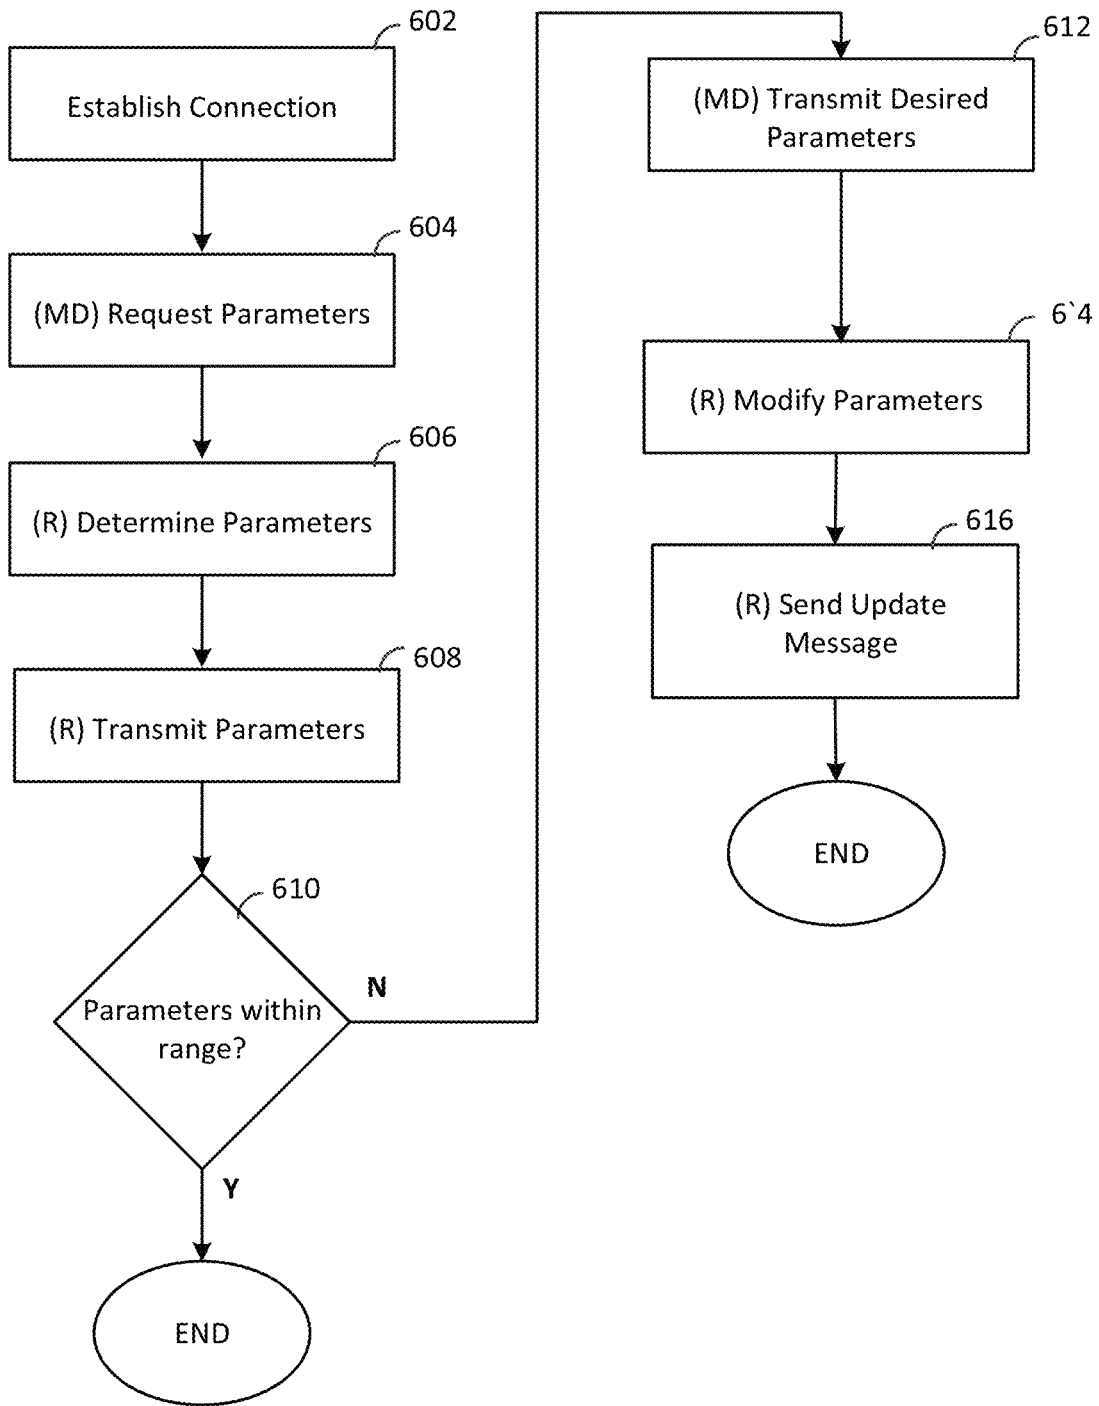 602
Establish Connection
604
(MD) Request Parameters
606
(R) Determine Parameters
608
(R) Transmit Parameters
610
Parameters within
range?
N
Y
END
612
(MD) Transmit Desired
Parameters
6`4
(R) Modify Parameters
616
(R) Send Update
Message
END